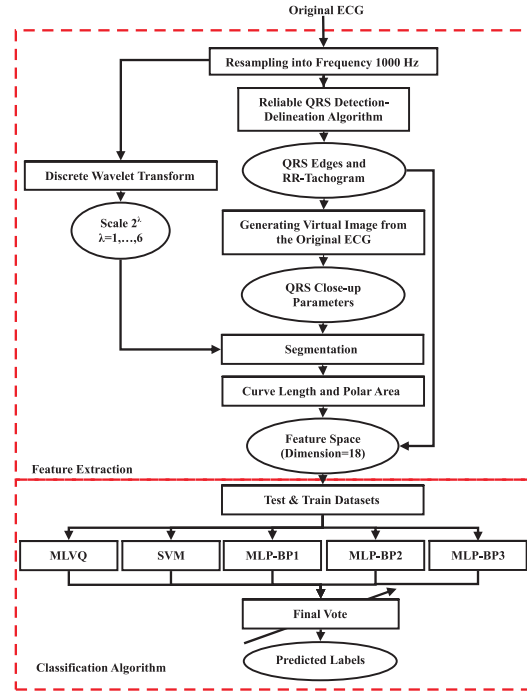 Original ECG
Resampling into Frequency 1000 Hz
Reliable QRS Detection-
Delineation Algorithm
QRS Edges and
RR-Tachogram
Discrete Wavelet Transform
Scale 2^λ
λ=1,…,6
Generating Virtual Image from
the Original ECG
QRS Close-up
Parameters
Segmentation
Curve Length and Polar Area
Feature Space
(Dimension=18)
Feature Extraction
Test & Train Datasets
MLVQ
SVM
MLP-BP1
MLP-BP2
MLP-BP3
Final Vote
Predicted Labels
Classification Algorithm